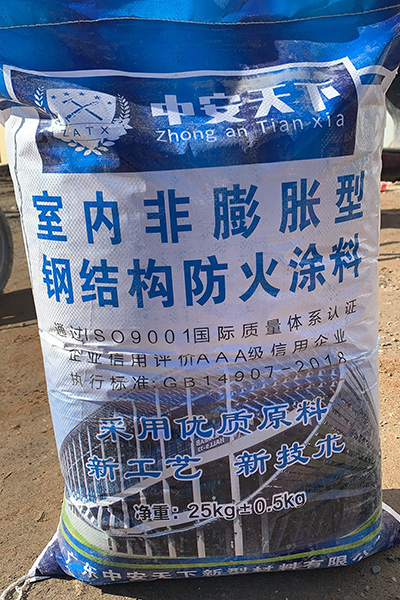 ZATX
中安天下
Zhong an Tian xia
室内非膨胀型
钢结构防火涂料
通过ISO9001国际质量体系认证
企业信用评价AAA级信用企业
执行标准:GB14907-2018
采用优质原料
新工艺 新技术
净重：25kg±0.5kg
东中安天下新型材料有限公